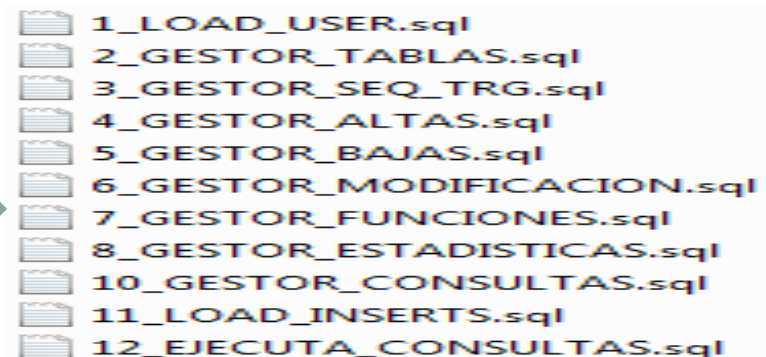 1_LOAD_USER.sql
2_GESTOR_TABLAS.sql
3_GESTOR_SEQ_TRG.sql
4_GESTOR_ALTAS.sql
5_GESTOR_BAJAS.sql
6_GESTOR_MODIFICACION.sql
7_GESTOR_FUNCIONES.sql
8_GESTOR_ESTADISTICAS.sql
10_GESTOR_CONSULTAS.sql
11_LOAD_INSERTS.sql
12_EJECUTA_CONSULTAS.sql